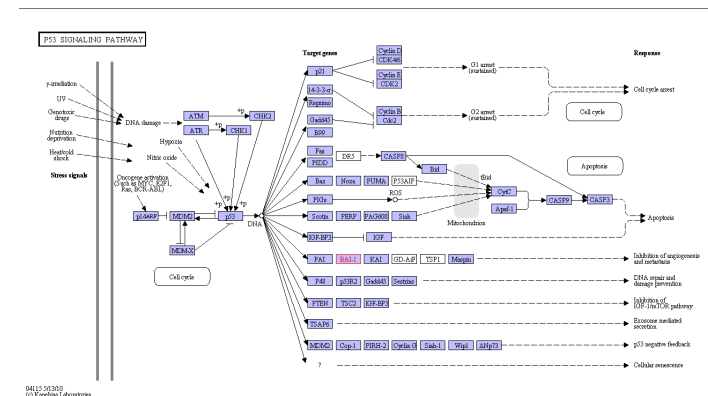 P53 SIGNALING PATHWAY
Target genes
Response
γ-irradiation
UV
Genotoxic
drugs
Nutrition
deprivation
Heat/cold
shock
Stress signals
DNA damage
Hypoxia
Nitric oxide
Oncogene activation
(Such as MYC, E2F1,
Ras, BCR-ABL)
ATM
+p
CHK2
ATR
+p
CHK1
+p
+p
+p
p14ARF
MDM2
p53
DNA
MDM-X
Cell cycle
p21
Cyclin D
CDK4/6
Cyclin E
CDK2
G1 arrest
(sustained)
14-3-3-σ
Reprimo
Gadd45
B99
Cyclin B
Cdc2
G2 arrest
(sustained)
Cell cycle arrest
Cell cycle
Fas
PIDD
DR5
CASP8
Bid
tBid
Apoptosis
Bax
Noxa
PUMA
P53AIP
CytC
PIGs
ROS
Apaf-1
CASP9
CASP3
Scotin
PERP
PAG608
Siah
Mitochondrion
Apoptosis
IGF-BP3
IGF
PAI
BAI-1
KAI
GD-AiF
TSP1
Maspin
Inhibition of angiogenesis
and metastasis
P48
p53R2
Gadd45
Sestrins
DNA repair and
damage prevention
PTEN
TSC2
IGF-BP3
Inhibition of
IGF-1/mTOR pathway
TSAP6
Exosome mediated
secretion
MDM2
Cop-1
PIRH-2
Cyclin G
Siah-1
Wip1
ΔNp73
p53 negative feedback
?
Cellular senescence
04115 5/13/10
(c) Kanehisa Laboratories